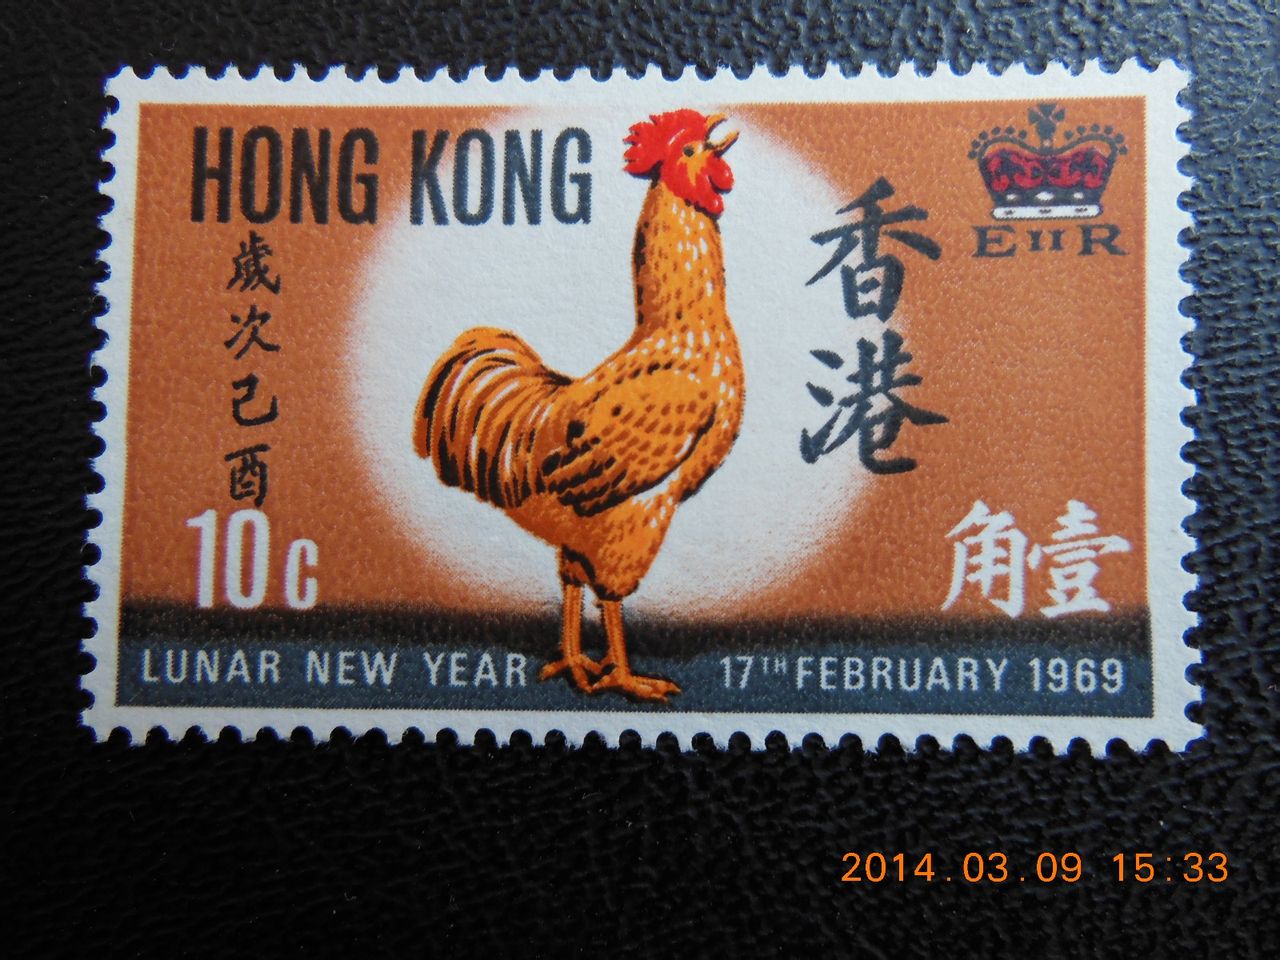 HONG KONG
歲次己酉
香港
EIIR
10c
角壹
LUNAR NEW YEAR
17TH FEBRUARY 1969
2014.03.09 15:33